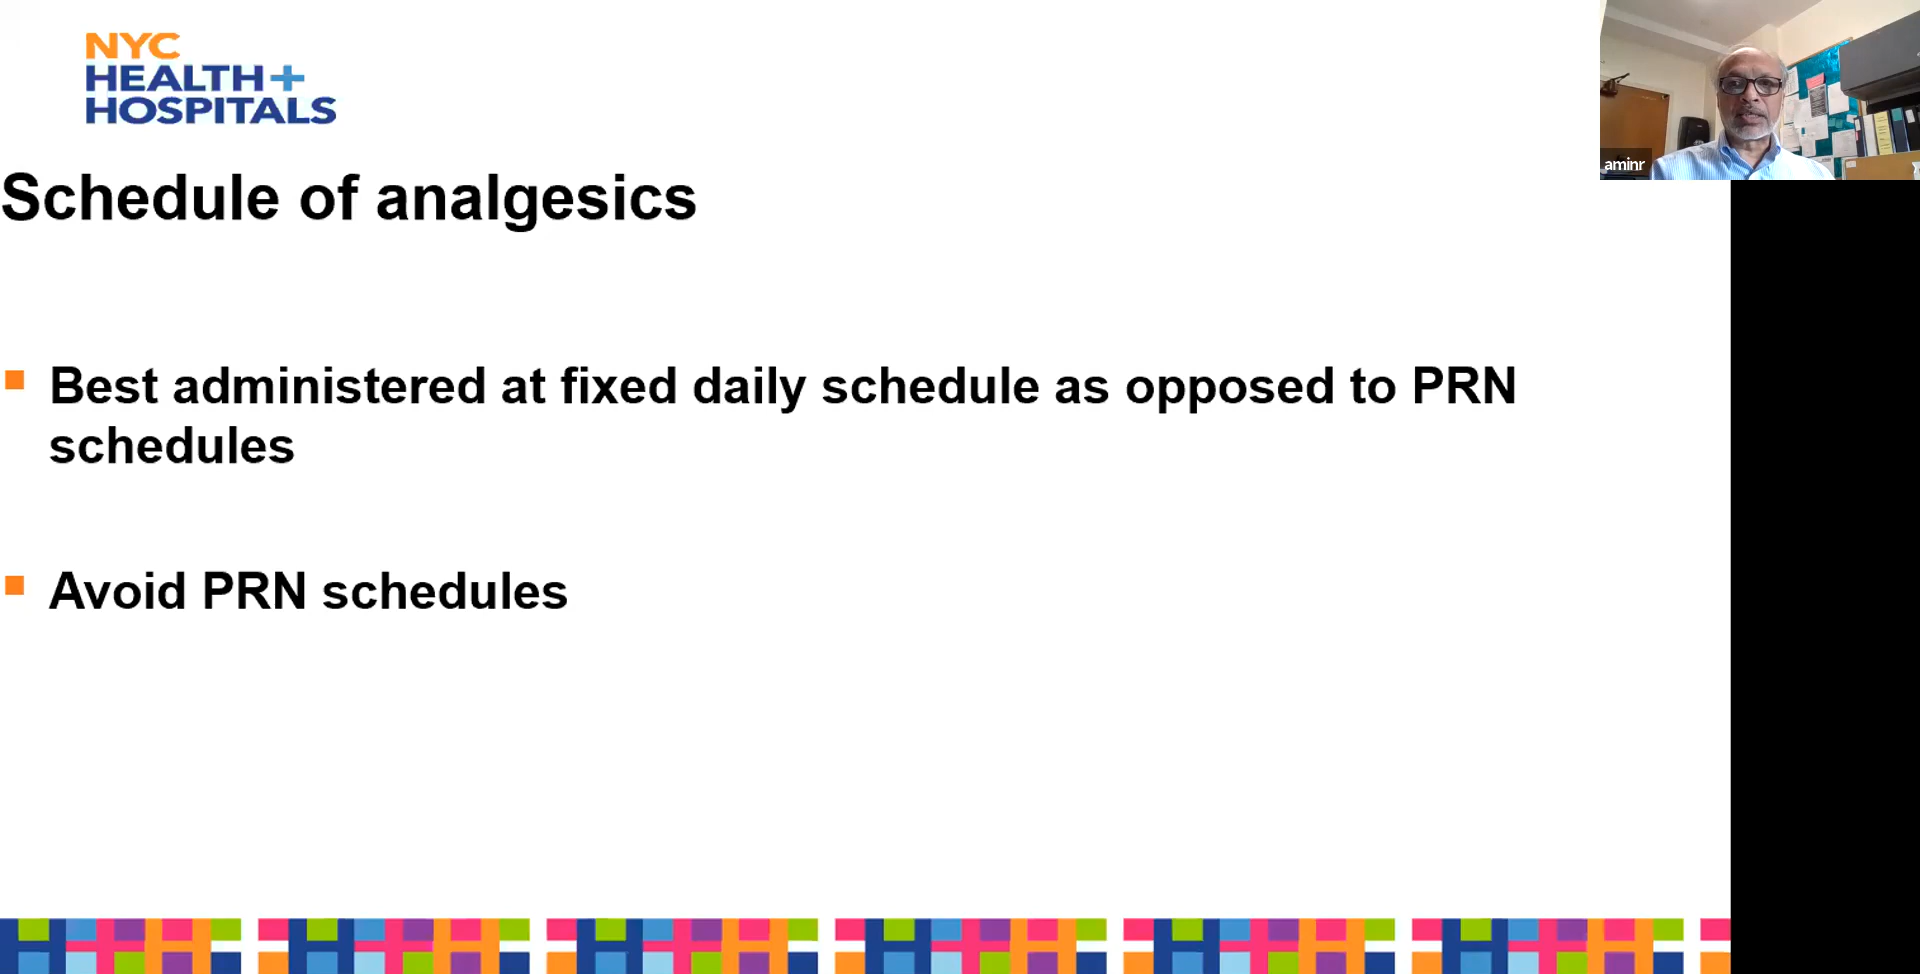 NYC
HEALTH+
HOSPITALS
aminr
Schedule of analgesics
Best administered at fixed daily schedule as opposed to PRN
schedules
Avoid PRN schedules